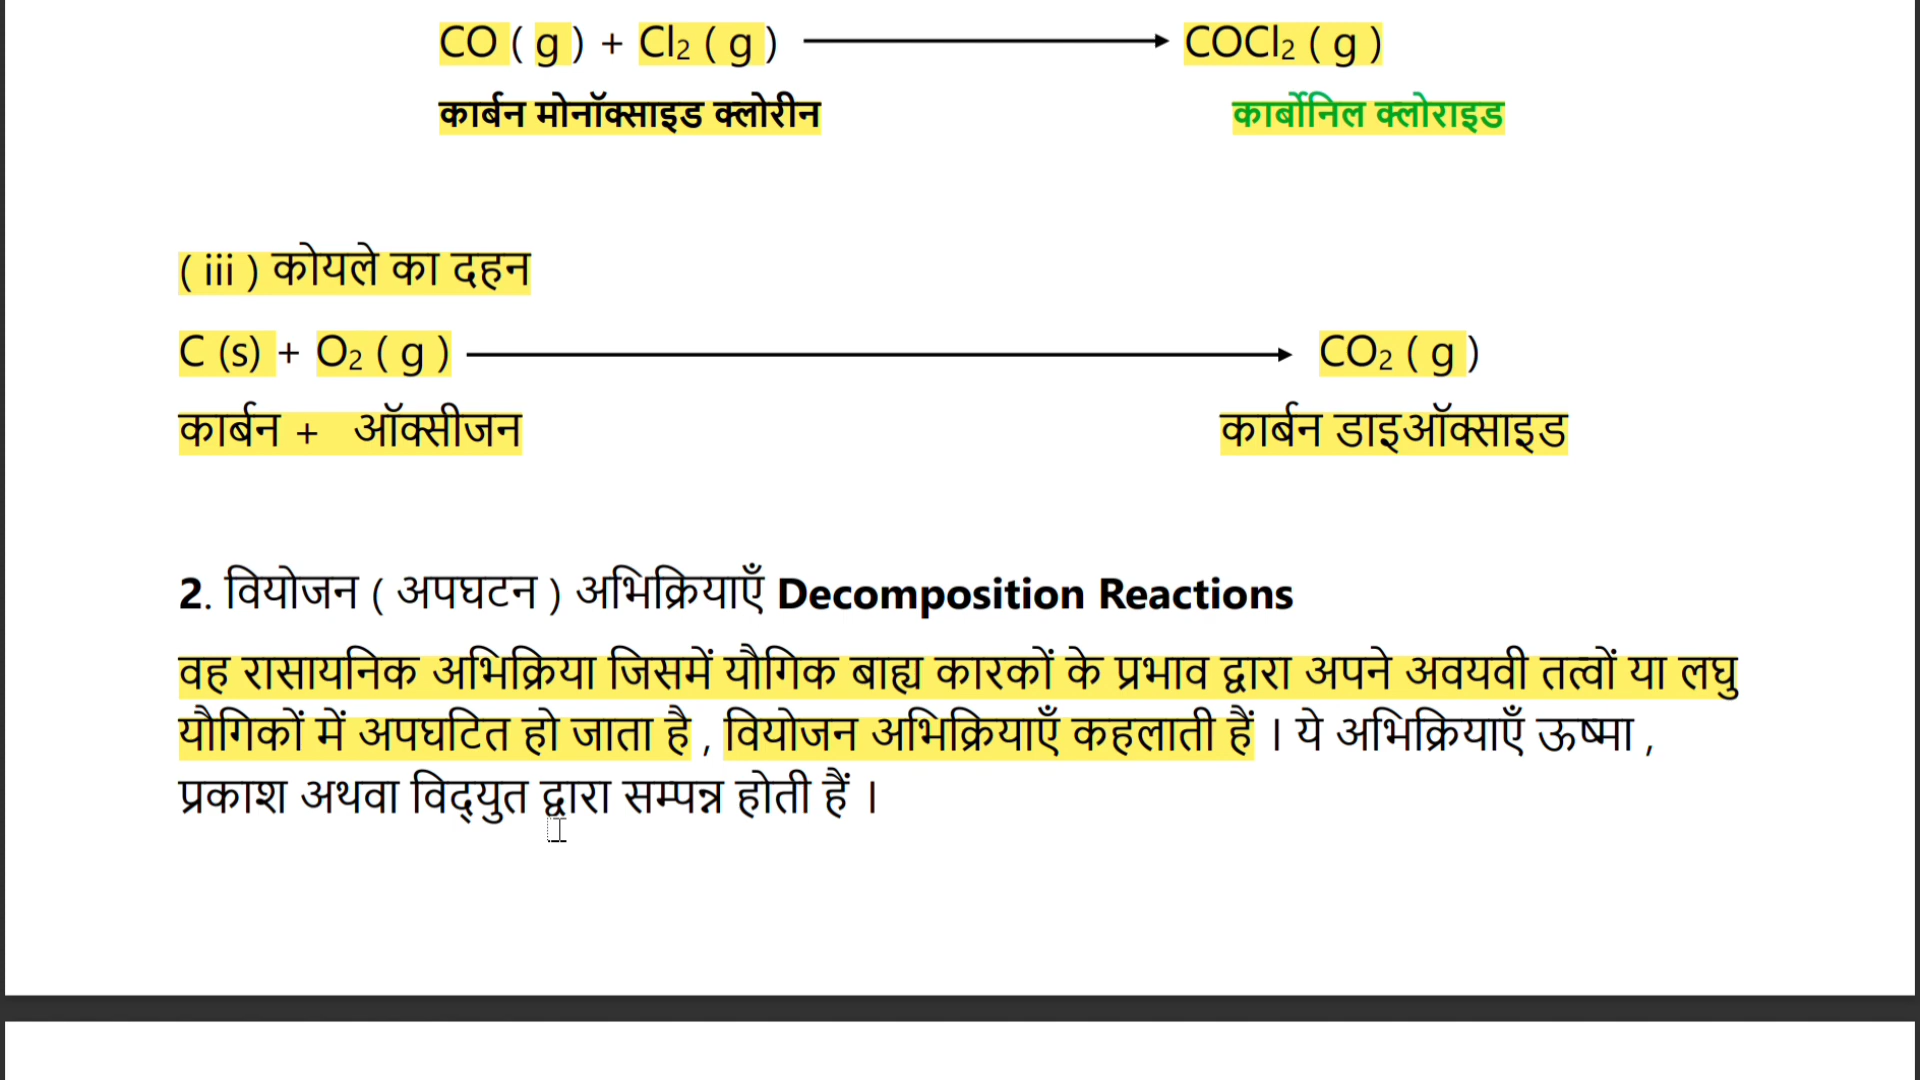 CO ( g ) + Cl₂ ( g ) ⟶ COCl₂ ( g )
कार्बन मोनॉक्साइड क्लोरीन कार्बोनिल क्लोराइड
( iii ) कोयले का दहन
C (s) + O₂ ( g ) ⟶ CO₂ ( g )
कार्बन + ऑक्सीजन कार्बन डाइऑक्साइड
2. वियोजन ( अपघटन ) अभिक्रियाएँ Decomposition Reactions
वह रासायनिक अभिक्रिया जिसमें यौगिक बाह्य कारकों के प्रभाव द्वारा अपने अवयवी तत्वों या लघु
यौगिकों में अपघटित हो जाता है , वियोजन अभिक्रियाएँ कहलाती हैं । ये अभिक्रियाएँ ऊष्मा ,
प्रकाश अथवा विद्‌युत द्वारा सम्पन्न होती हैं ।